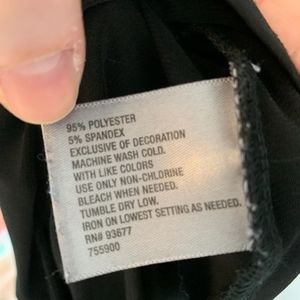 95% POLYESTER
5% SPANDEX
EXCLUSIVE OF DECORATION
MACHINE WASH COLD.
WITH LIKE COLORS
USE ONLY NON-CHLORINE
BLEACH WHEN NEEDED.
TUMBLE DRY LOW.
IRON ON LOWEST SETTING AS NEEDED.
RN# 93677
755900